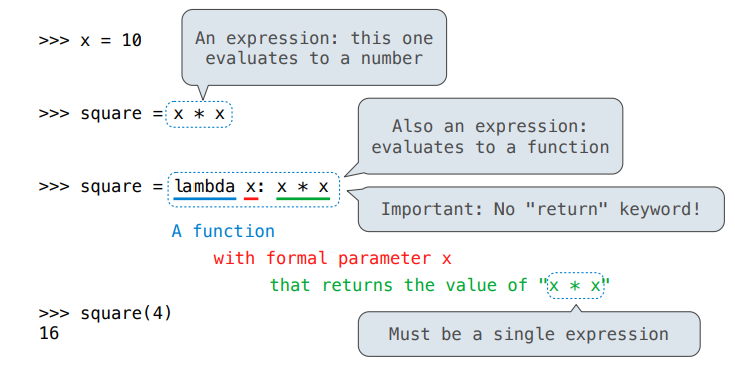 >>> x = 10
An expression: this one
evaluates to a number
>>> square = x * x
Also an expression:
evaluates to a function
>>> square = lambda x: x * x
Important: No "return" keyword!
A function
with formal parameter x
that returns the value of "x * x"
>>> square(4)
16
Must be a single expression